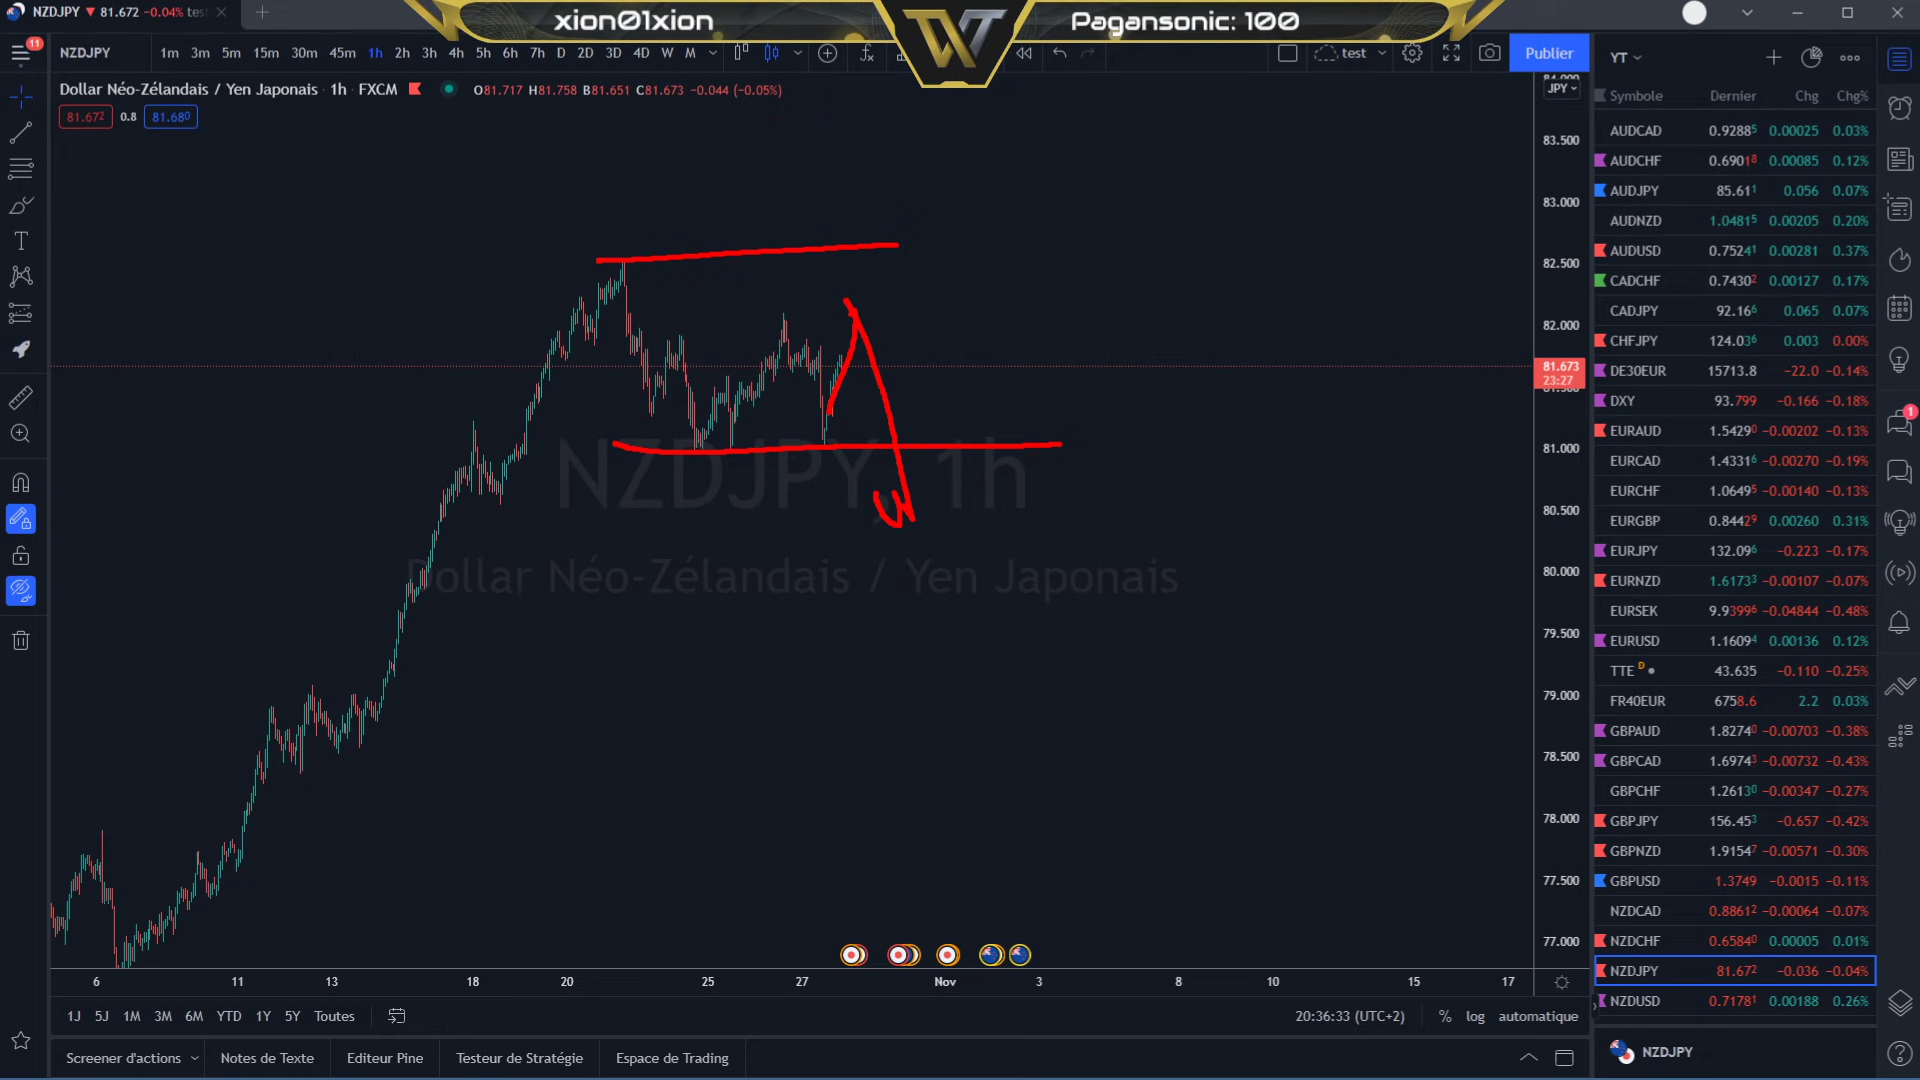 NZDJPY ▼ 81.672 −0.04% tes
xion01xion
Pagansonic: 100
11
NZDJPY
1m 3m 5m 15m 30m 45m 1h 2h 3h 4h 5h 6h 7h D 2D 3D 4D W M
test
Publier
YT
Dollar Néo-Zélandais / Yen Japonais · 1h · FXCM
O81.717 H81.758 B81.651 C81.673 −0.044 (−0.05%)
81.672 0.8 81.680
84.000
JPY
83.500
83.000
82.500
82.000
81.673
23:27
81.500
81.000
80.500
80.000
79.500
79.000
78.500
78.000
77.500
77.000
NZDJPY, 1h
Dollar Néo-Zélandais / Yen Japonais
6 11 13 18 20 25 27 Nov 3 8 10 15 17
1J 5J 1M 3M 6M YTD 1Y 5Y Toutes
20:36:33 (UTC+2) % log automatique
Screener d'actions Notes de Texte Editeur Pine Testeur de Stratégie Espace de Trading
Symbole Dernier Chg Chg%
AUDCAD 0.92885 0.00025 0.03%
AUDCHF 0.69018 0.00085 0.12%
AUDJPY 85.611 0.056 0.07%
AUDNZD 1.04815 0.00205 0.20%
AUDUSD 0.75241 0.00281 0.37%
CADCHF 0.74302 0.00127 0.17%
CADJPY 92.166 0.065 0.07%
CHFJPY 124.036 0.003 0.00%
DE30EUR 15713.8 −22.0 −0.14%
DXY 93.799 −0.166 −0.18%
EURAUD 1.54290 −0.00202 −0.13%
EURCAD 1.43316 −0.00270 −0.19%
EURCHF 1.06495 −0.00140 −0.13%
EURGBP 0.84429 0.00260 0.31%
EURJPY 132.096 −0.223 −0.17%
EURNZD 1.61733 −0.00107 −0.07%
EURSEK 9.93996 −0.04844 −0.48%
EURUSD 1.16094 0.00136 0.12%
TTE D 43.635 −0.110 −0.25%
FR40EUR 6758.6 2.2 0.03%
GBPAUD 1.82740 −0.00703 −0.38%
GBPCAD 1.69743 −0.00732 −0.43%
GBPCHF 1.26130 −0.00347 −0.27%
GBPJPY 156.453 −0.657 −0.42%
GBPNZD 1.91547 −0.00571 −0.30%
GBPUSD 1.3749 −0.0015 −0.11%
NZDCAD 0.88612 −0.00064 −0.07%
NZDCHF 0.65840 0.00005 0.01%
NZDJPY 81.672 −0.036 −0.04%
NZDUSD 0.71781 0.00188 0.26%
NZDJPY
1